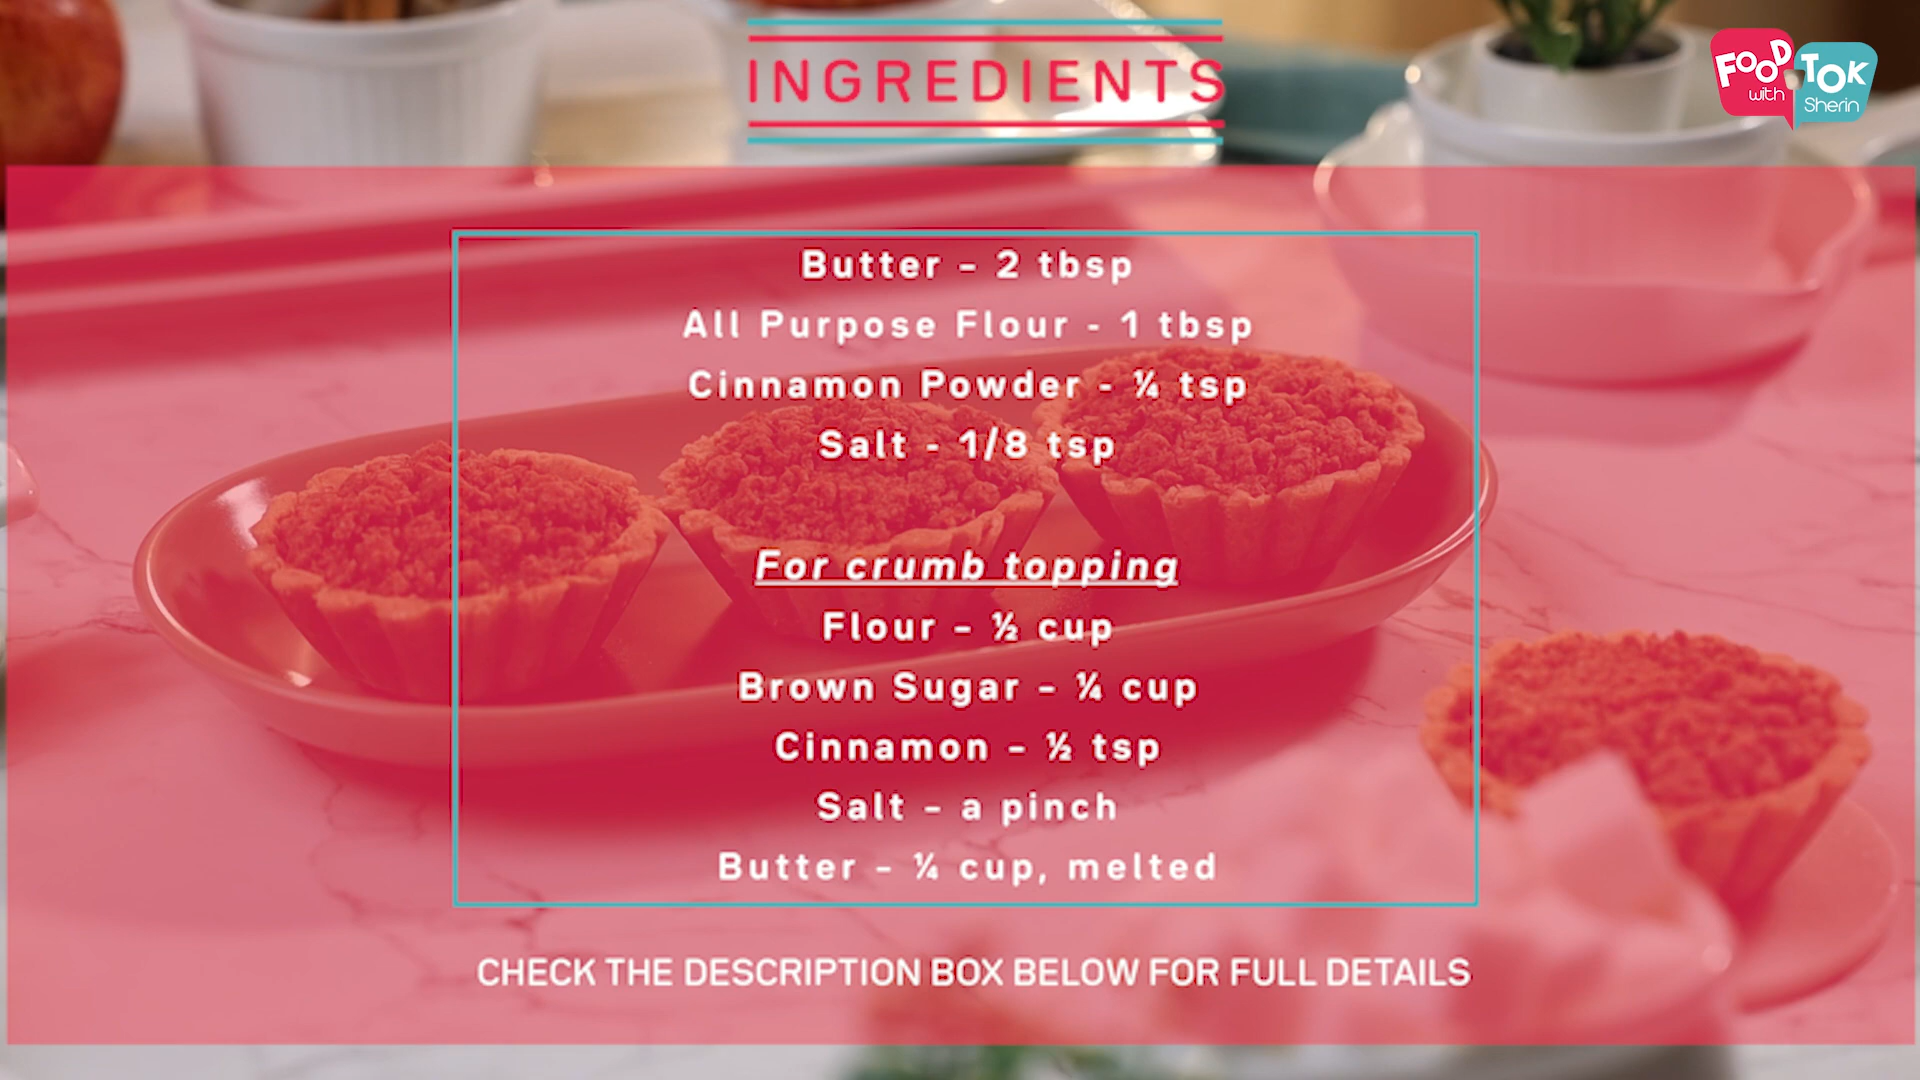 INGREDIENTS
FOOD TOK
with Sherin
Butter – 2 tbsp
All Purpose Flour - 1 tbsp
Cinnamon Powder - ¼ tsp
Salt - 1/8 tsp
For crumb topping
Flour – ½ cup
Brown Sugar – ¼ cup
Cinnamon – ½ tsp
Salt – a pinch
Butter – ¼ cup, melted
CHECK THE DESCRIPTION BOX BELOW FOR FULL DETAILS